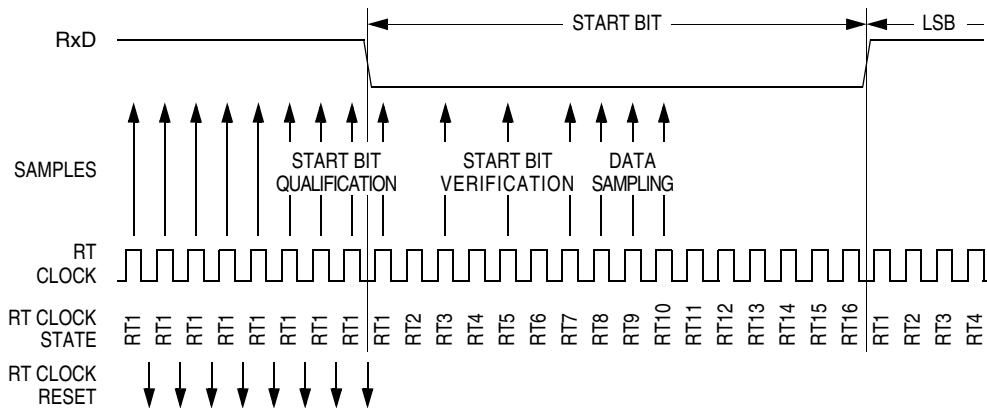 START BIT
LSB
RxD
SAMPLES
START BIT
QUALIFICATION
START BIT
VERIFICATION
DATA
SAMPLING
RT
CLOCK
RT CLOCK
STATE
RT1 RT1 RT1 RT1 RT1 RT1 RT1 RT1 RT1 RT2 RT3 RT4 RT5 RT6 RT7 RT8 RT9 RT10 RT11 RT12 RT13 RT14 RT15 RT16 RT1 RT2 RT3 RT4
RT CLOCK
RESET